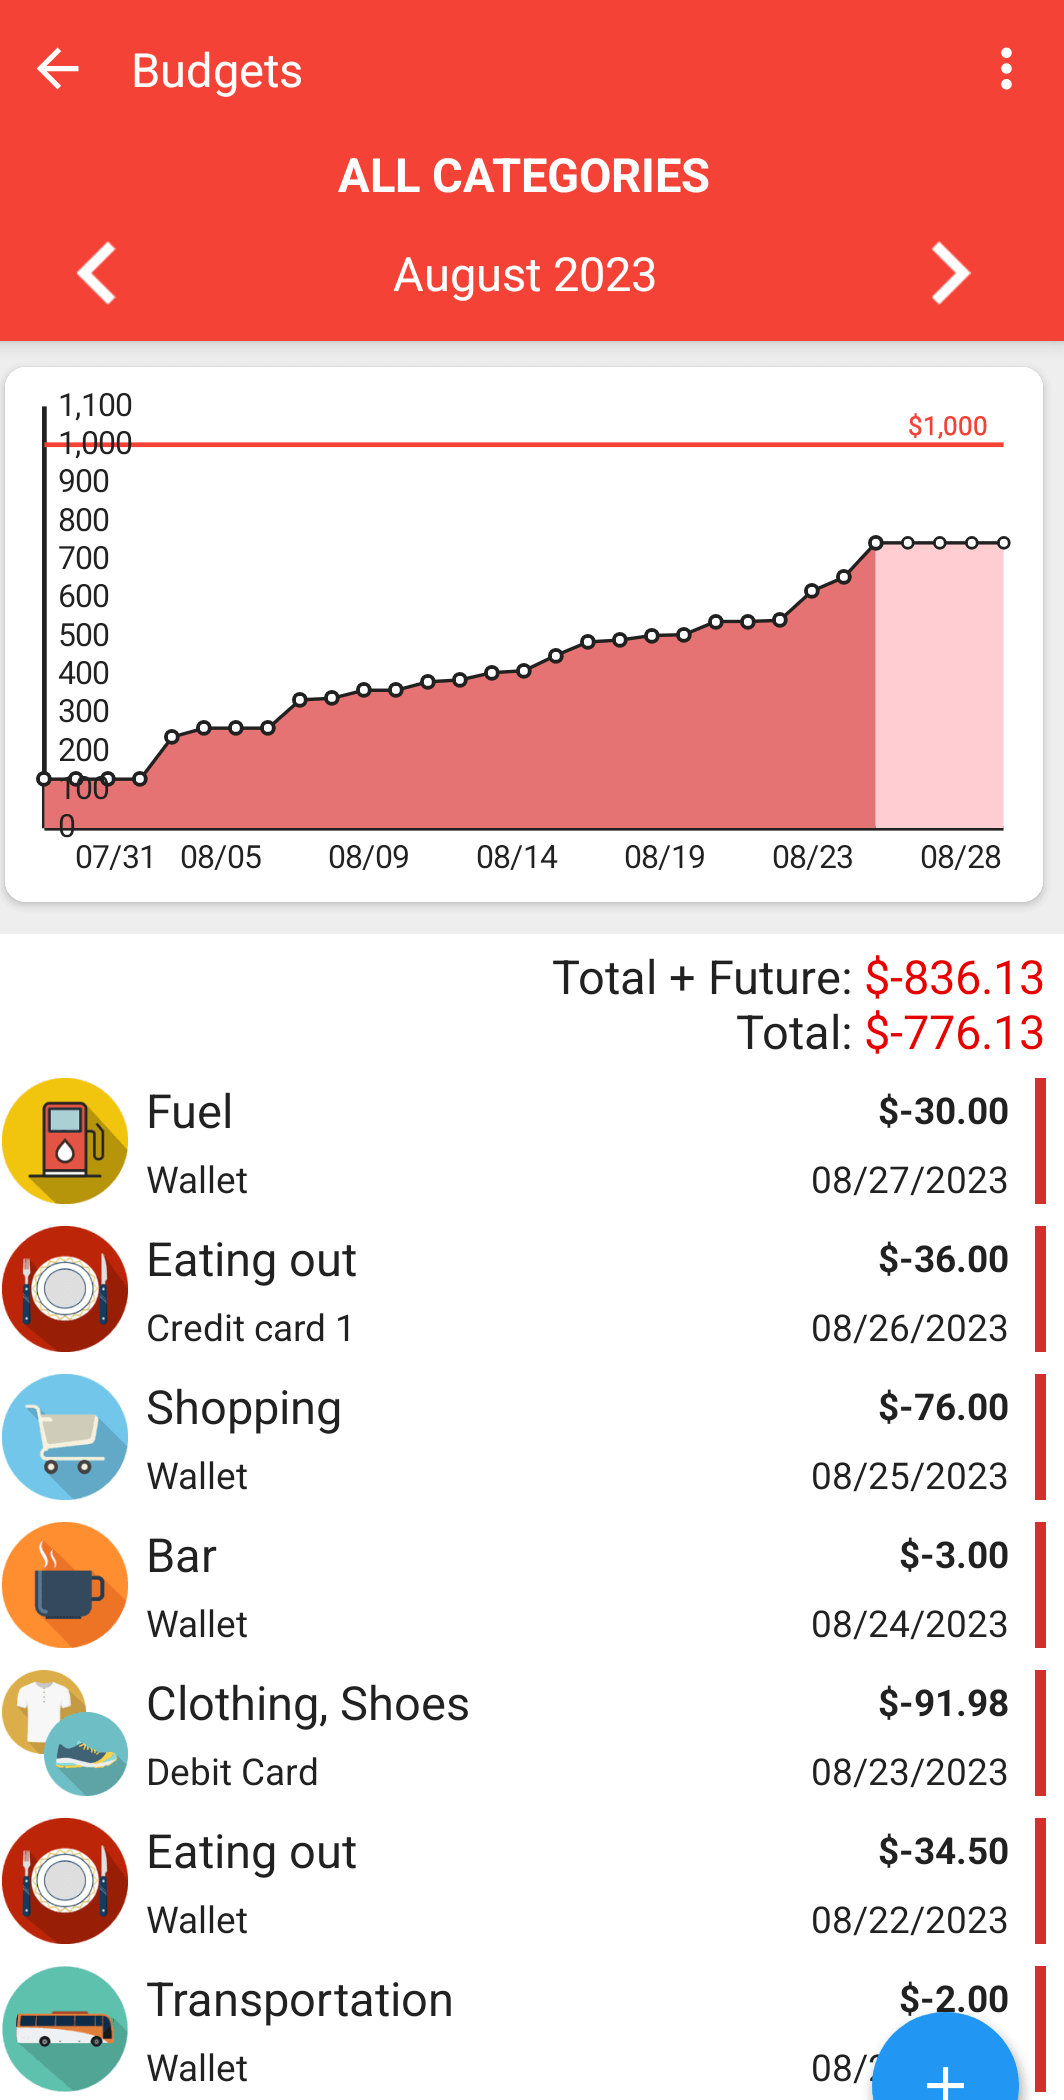 Budgets
ALL CATEGORIES
August 2023
1,100
1,000
$1,000
900
800
700
600
500
400
300
200
100
0
07/31 08/05 08/09 08/14 08/19 08/23 08/28
Total + Future: $-836.13
Total: $-776.13
Fuel $-30.00
Wallet 08/27/2023
Eating out $-36.00
Credit card 1 08/26/2023
Shopping $-76.00
Wallet 08/25/2023
Bar $-3.00
Wallet 08/24/2023
Clothing, Shoes $-91.98
Debit Card 08/23/2023
Eating out $-34.50
Wallet 08/22/2023
Transportation $-2.00
Wallet